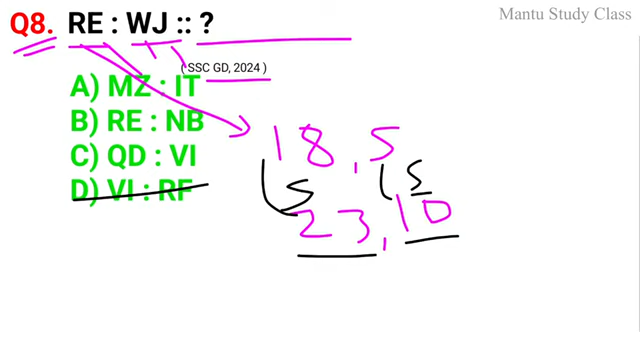 Mantu Study Class
Q8. RE : WJ :: ?
( SSC GD, 2024 )
A) MZ : IT
B) RE : NB
C) QD : VI
D) VI : RF
18,5
5 5
23,10